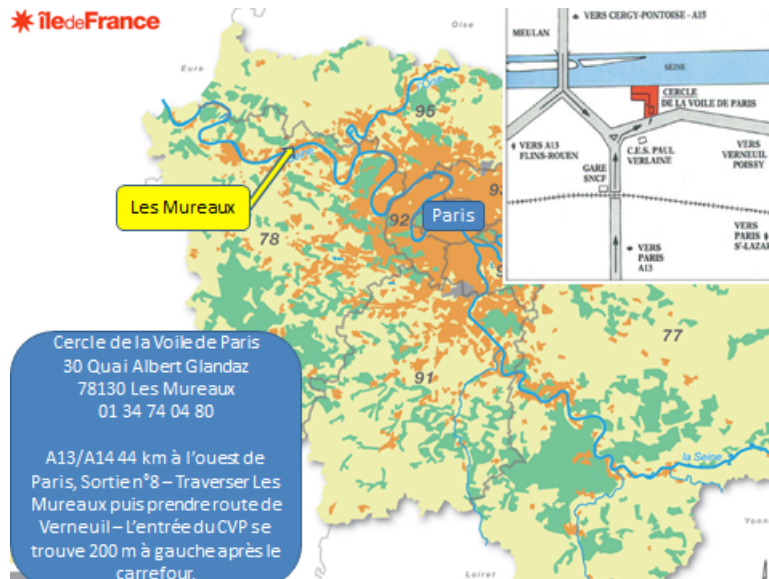 îledeFrance
Oise
Eure
95
Les Mureaux
78
92
Paris
77
91
la Seine
Loiret
VERS CERGY-PONTOISE - A15
MEULAN
SEINE
CERCLE
DE LA VOILE DE PARIS
VERS A13
FLINS-ROUEN
C.E.S. PAUL
VERLAINE
GARE
SNCF
VERS
VERNEUIL
POISSY
VERS
PARIS
A13
VERS
PARIS
St-LAZAR
Cercle de la Voile de Paris
30 Quai Albert Glandaz
78130 Les Mureaux
01 34 74 04 80
A13/A14 44 km à l'ouest de
Paris, Sortie n°8 – Traverser Les
Mureaux puis prendre route de
Verneuil – L'entrée du CVP se
trouve 200 m à gauche après le
carrefour.